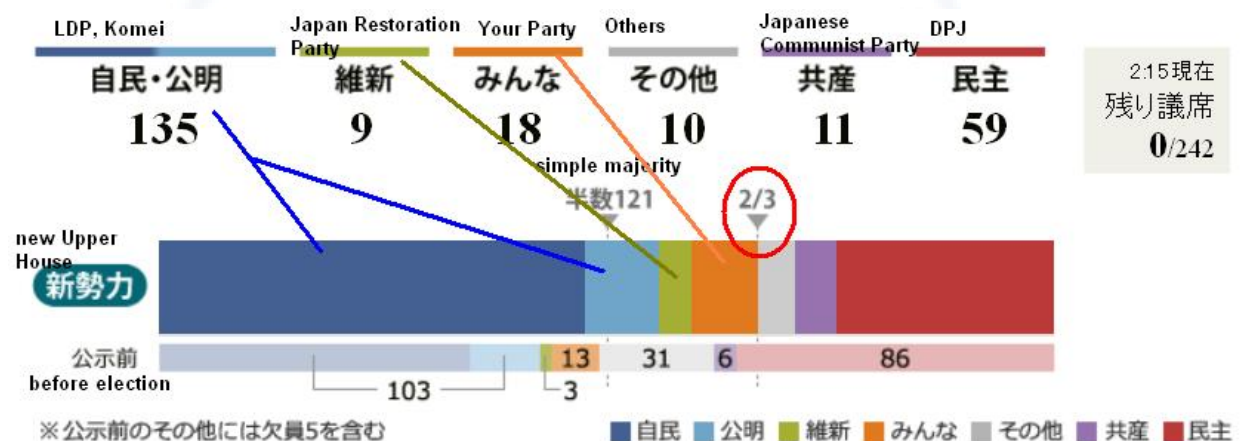 LDP, Komei
Japan Restoration Party
Your Party
Others
Japanese Communist Party
DPJ
自民・公明
維新
みんな
その他
共産
民主
2:15現在
残り議席
0/242
135
9
18
10
11
59
simple majority
半数121
2/3
new Upper House
新勢力
公示前
before election
103
3
13
31
6
86
※公示前のその他には欠員5を含む
自民 公明 維新 みんな その他 共産 民主